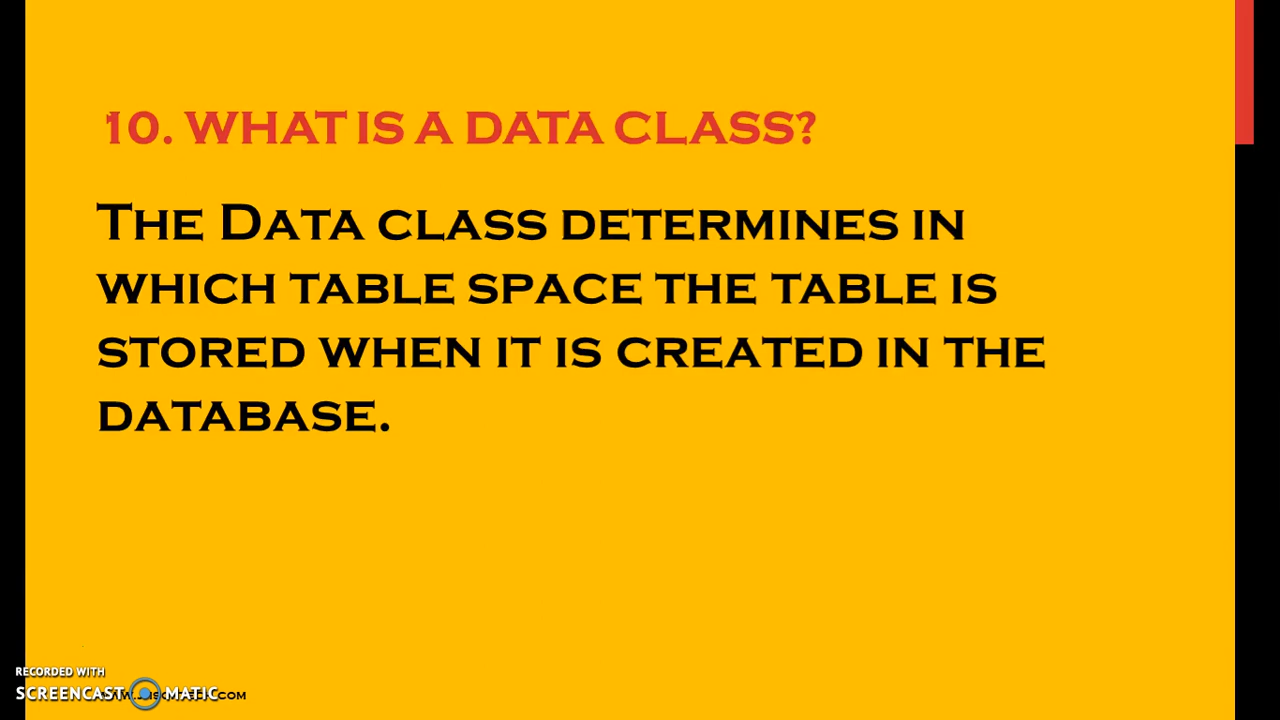 10. WHAT IS A DATA CLASS?
THE DATA CLASS DETERMINES IN
WHICH TABLE SPACE THE TABLE IS
STORED WHEN IT IS CREATED IN THE
DATABASE.
RECORDED WITH
SCREENCAST MATIC